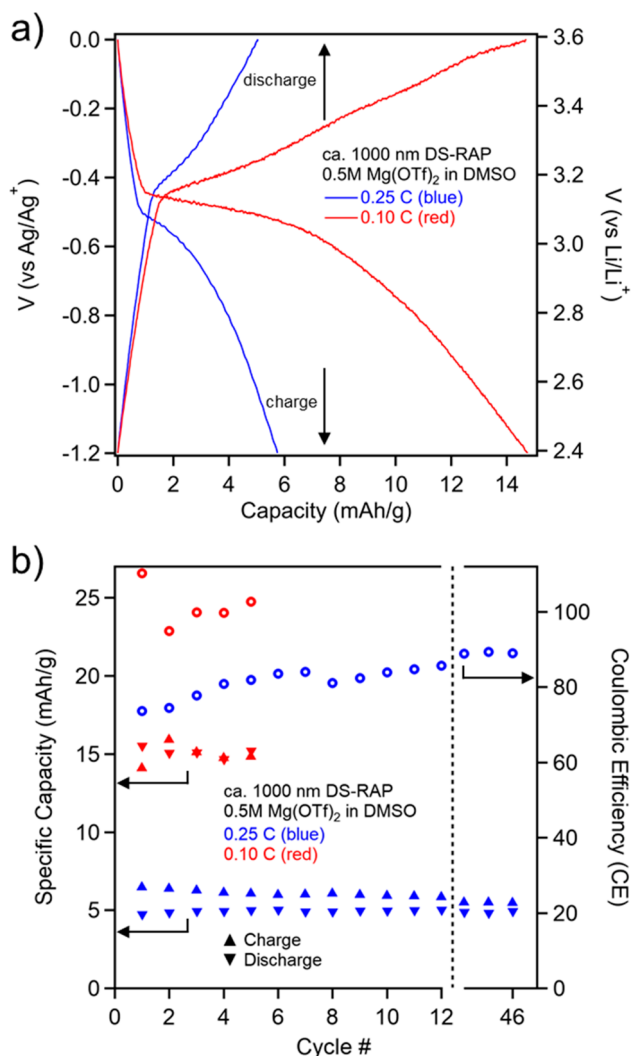 a)
0.0
-0.2
-0.4
-0.6
-0.8
-1.0
-1.2
V (vs Ag/Ag⁺)
3.6
3.4
3.2
3.0
2.8
2.6
2.4
V (vs Li/Li⁺)
discharge
ca. 1000 nm DS-RAP
0.5M Mg(OTf)₂ in DMSO
0.25 C (blue)
0.10 C (red)
charge
0 2 4 6 8 10 12 14
Capacity (mAh/g)
b)
25
20
15
10
5
0
Specific Capacity (mAh/g)
100
80
60
40
20
0
Coulombic Efficiency (CE)
ca. 1000 nm DS-RAP
0.5M Mg(OTf)₂ in DMSO
0.25 C (blue)
0.10 C (red)
Charge
Discharge
0 2 4 6 8 10 12 46
Cycle #